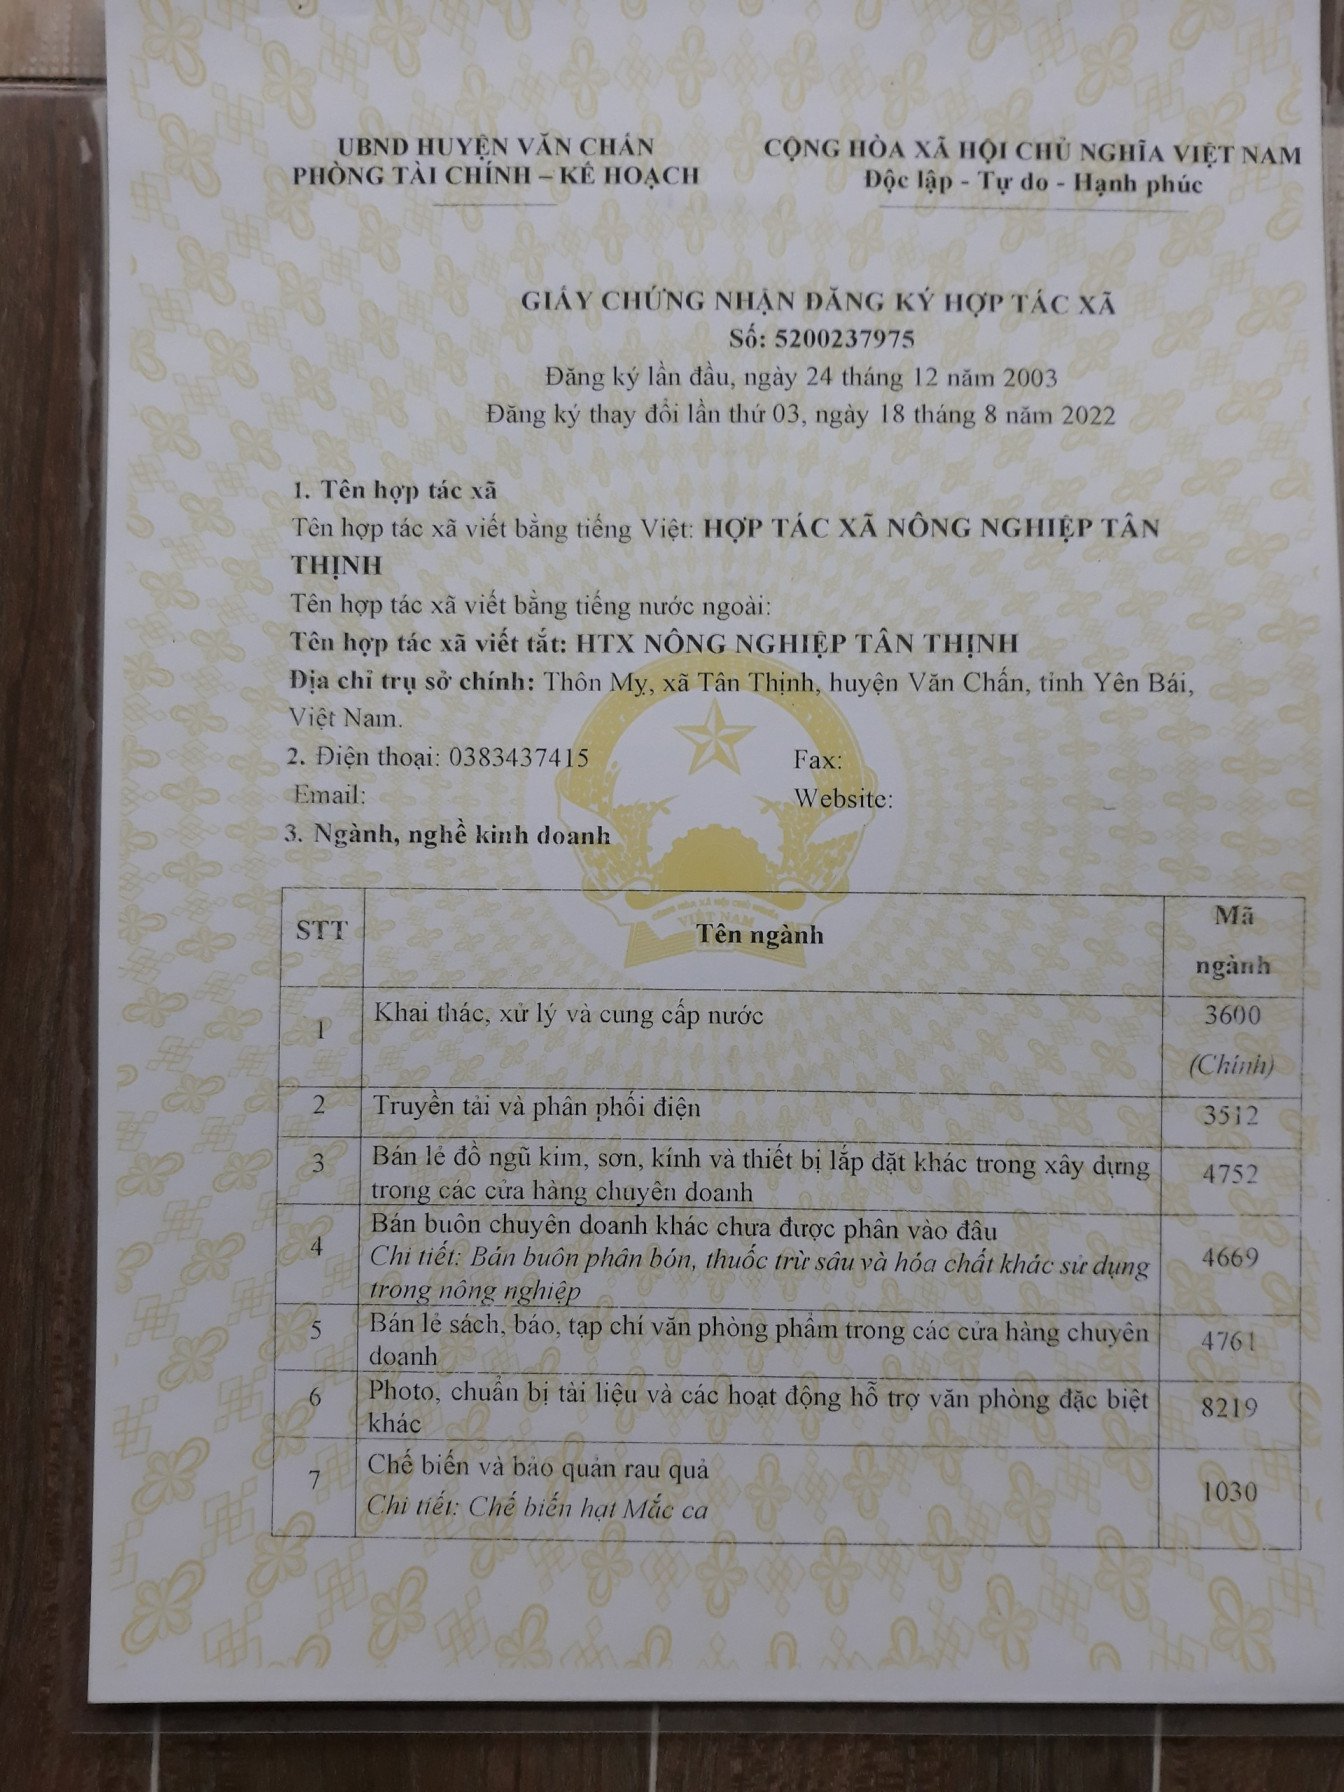 UBND HUYỆN VĂN CHẤN
PHÒNG TÀI CHÍNH – KẾ HOẠCH
CỘNG HÒA XÃ HỘI CHỦ NGHĨA VIỆT NAM
Độc lập - Tự do - Hạnh phúc
GIẤY CHỨNG NHẬN ĐĂNG KÝ HỢP TÁC XÃ
Số: 5200237975
Đăng ký lần đầu, ngày 24 tháng 12 năm 2003
Đăng ký thay đổi lần thứ 03, ngày 18 tháng 8 năm 2022
1. Tên hợp tác xã
Tên hợp tác xã viết bằng tiếng Việt: HỢP TÁC XÃ NÔNG NGHIỆP TÂN
THỊNH
Tên hợp tác xã viết bằng tiếng nước ngoài:
Tên hợp tác xã viết tắt: HTX NÔNG NGHIỆP TÂN THỊNH
Địa chỉ trụ sở chính: Thôn Mỵ, xã Tân Thịnh, huyện Văn Chấn, tỉnh Yên Bái,
Việt Nam.
2. Điện thoại: 0383437415 Fax:
Email: Website:
3. Ngành, nghề kinh doanh
CỘNG HÒA XÃ HỘI CHỦ NGHĨA
VIỆT NAM
STT Tên ngành Mã
ngành
1 Khai thác, xử lý và cung cấp nước 3600
(Chính)
2 Truyền tải và phân phối điện 3512
3 Bán lẻ đồ ngũ kim, sơn, kính và thiết bị lắp đặt khác trong xây dựng
trong các cửa hàng chuyên doanh 4752
4 Bán buôn chuyên doanh khác chưa được phân vào đâu
Chi tiết: Bán buôn phân bón, thuốc trừ sâu và hóa chất khác sử dụng
trong nông nghiệp 4669
5 Bán lẻ sách, báo, tạp chí văn phòng phẩm trong các cửa hàng chuyên
doanh 4761
6 Photo, chuẩn bị tài liệu và các hoạt động hỗ trợ văn phòng đặc biệt
khác 8219
7 Chế biến và bảo quản rau quả
Chi tiết: Chế biến hạt Mắc ca 1030